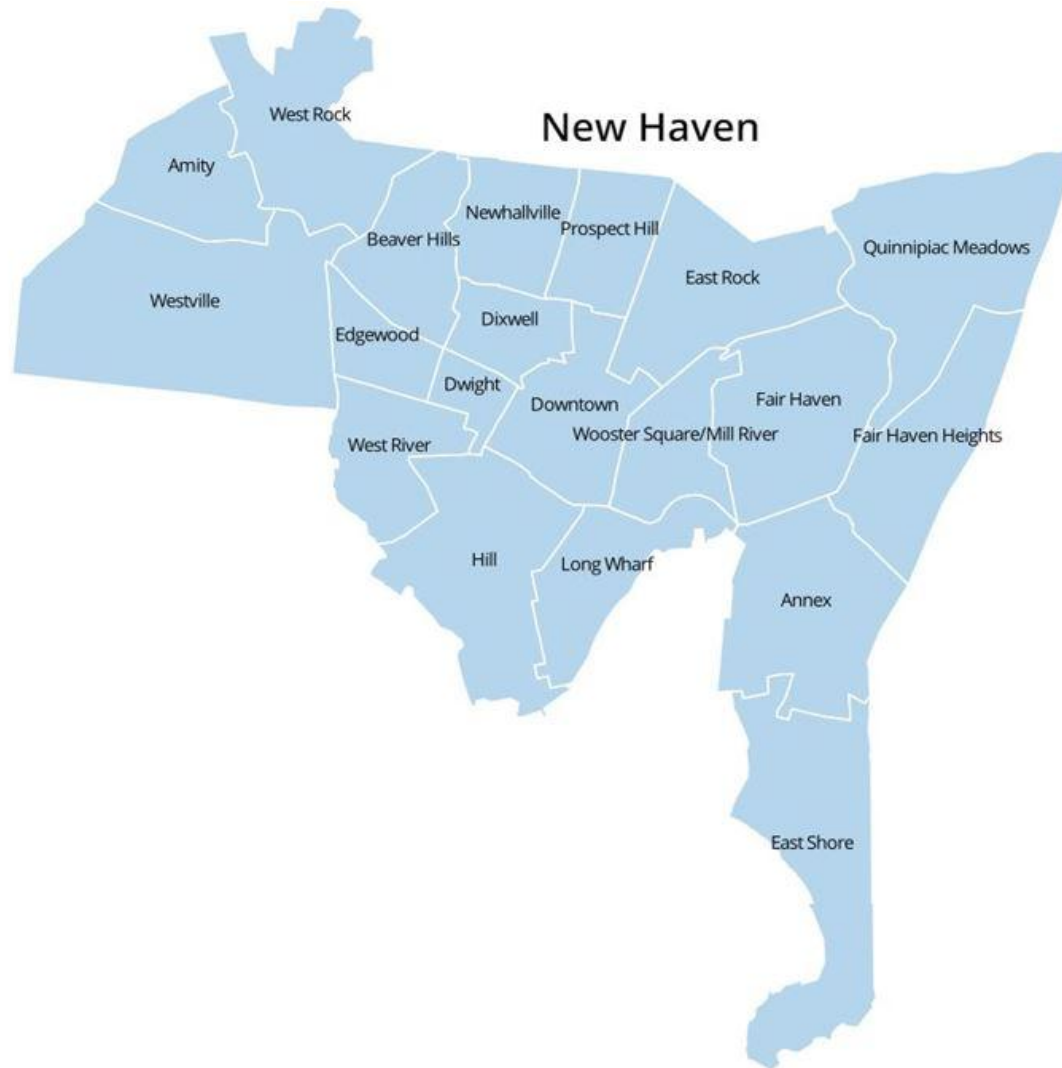 New Haven
West Rock
Amity
Newhallville
Prospect Hill
Beaver Hills
Quinnipiac Meadows
East Rock
Westville
Dixwell
Edgewood
Dwight
Fair Haven
Downtown
Wooster Square/Mill River
Fair Haven Heights
West River
Hill
Long Wharf
Annex
East Shore